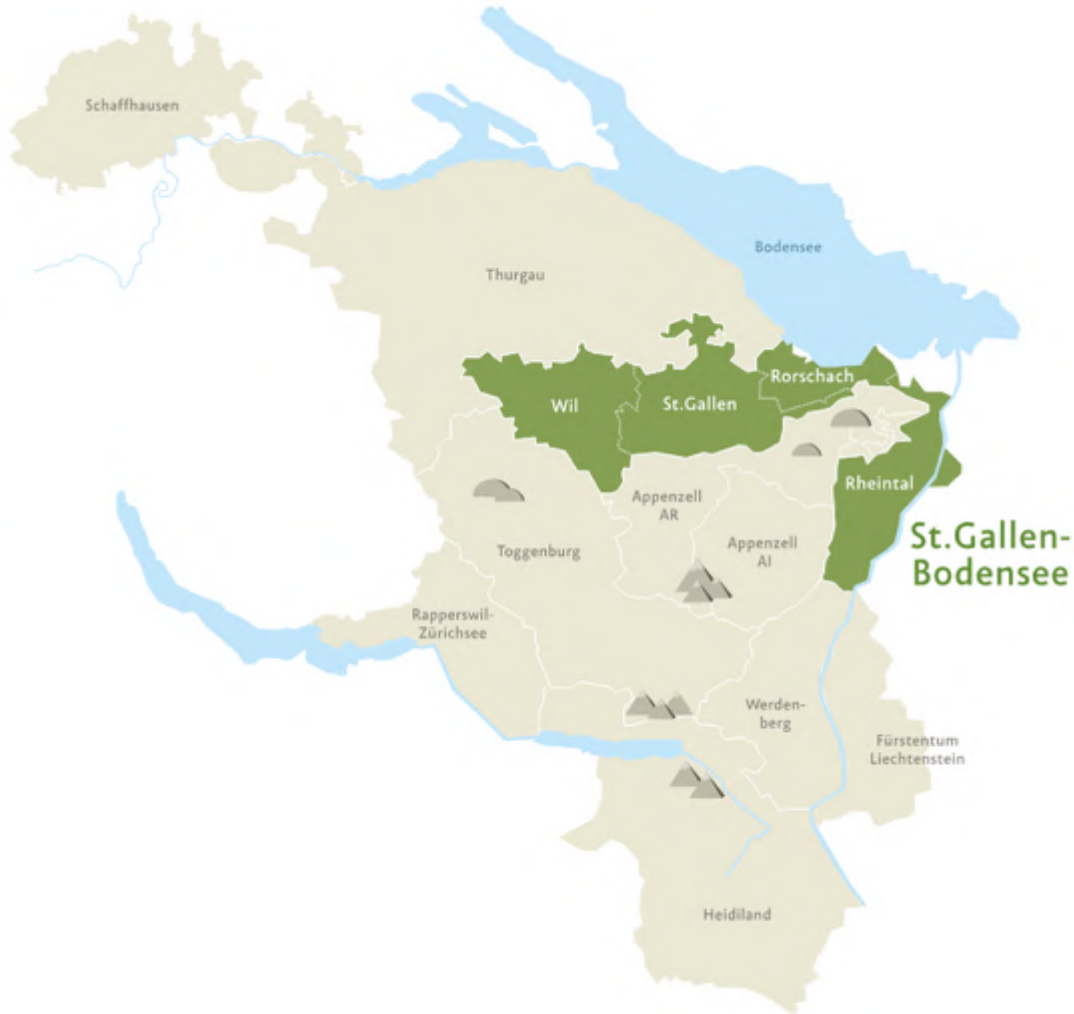 Schaffhausen
Bodensee
Thurgau
Rorschach
Wil
St.Gallen
Rheintal
Appenzell
AR
Appenzell
AI
St.Gallen-
Bodensee
Toggenburg
Rapperswil-
Zürichsee
Werden-
berg
Fürstentum
Liechtenstein
Heidiland